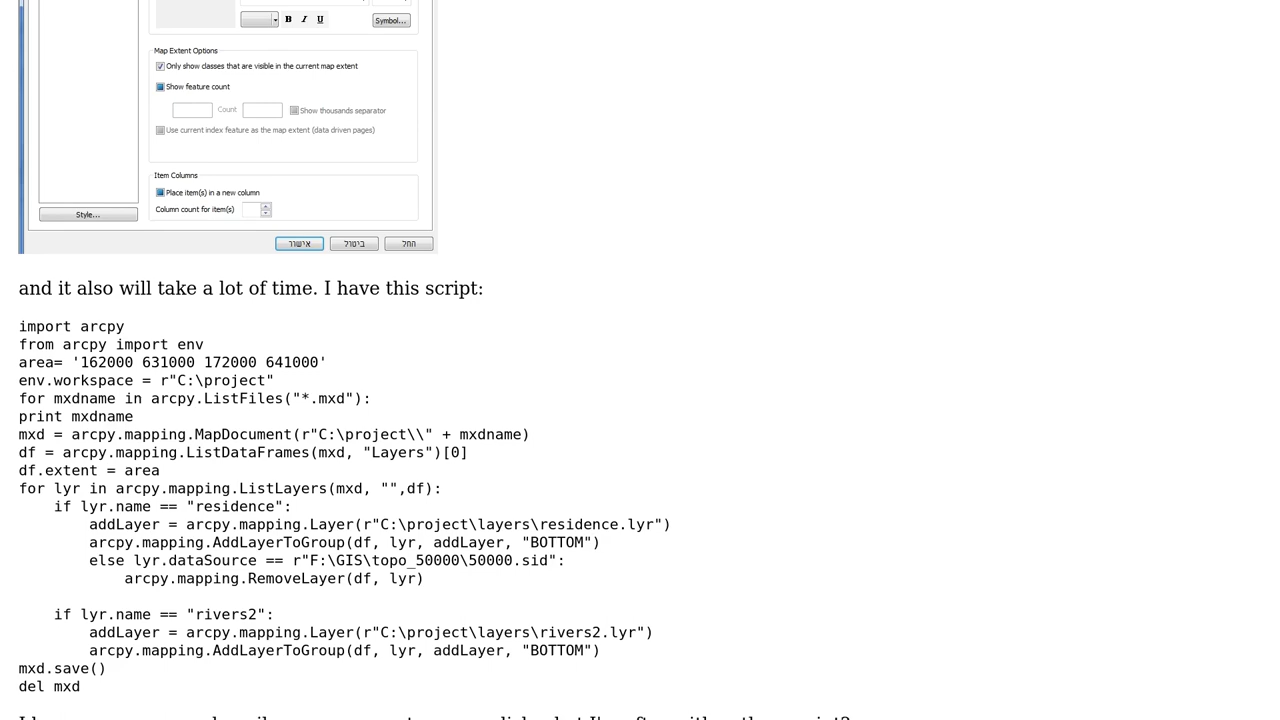 B I U
Symbol...
Map Extent Options
Only show classes that are visible in the current map extent
Show feature count
Count
Show thousands separator
Use current index feature as the map extent (data driven pages)
Item Columns
Place item(s) in a new column
Column count for item(s)
Style...
אישור ביטול החל
and it also will take a lot of time. I have this script:
import arcpy
from arcpy import env
area= '162000 631000 172000 641000'
env.workspace = r"C:\project"
for mxdname in arcpy.ListFiles("*.mxd"):
print mxdname
mxd = arcpy.mapping.MapDocument(r"C:\project\\" + mxdname)
df = arcpy.mapping.ListDataFrames(mxd, "Layers")[0]
df.extent = area
for lyr in arcpy.mapping.ListLayers(mxd, "",df):
    if lyr.name == "residence":
        addLayer = arcpy.mapping.Layer(r"C:\project\layers\residence.lyr")
        arcpy.mapping.AddLayerToGroup(df, lyr, addLayer, "BOTTOM")
        else lyr.dataSource == r"F:\GIS\topo_50000\50000.sid":
            arcpy.mapping.RemoveLayer(df, lyr)
    if lyr.name == "rivers2":
        addLayer = arcpy.mapping.Layer(r"C:\project\layers\rivers2.lyr")
        arcpy.mapping.AddLayerToGroup(df, lyr, addLayer, "BOTTOM")
mxd.save()
del mxd